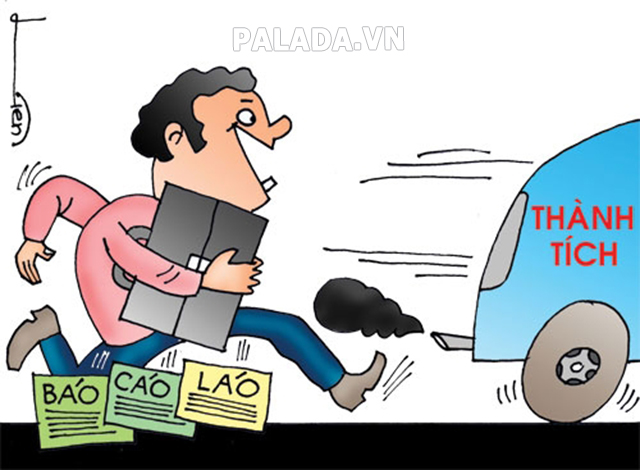 PALADA.VN
THÀNH
TÍCH
BÁO CÁO LÁO